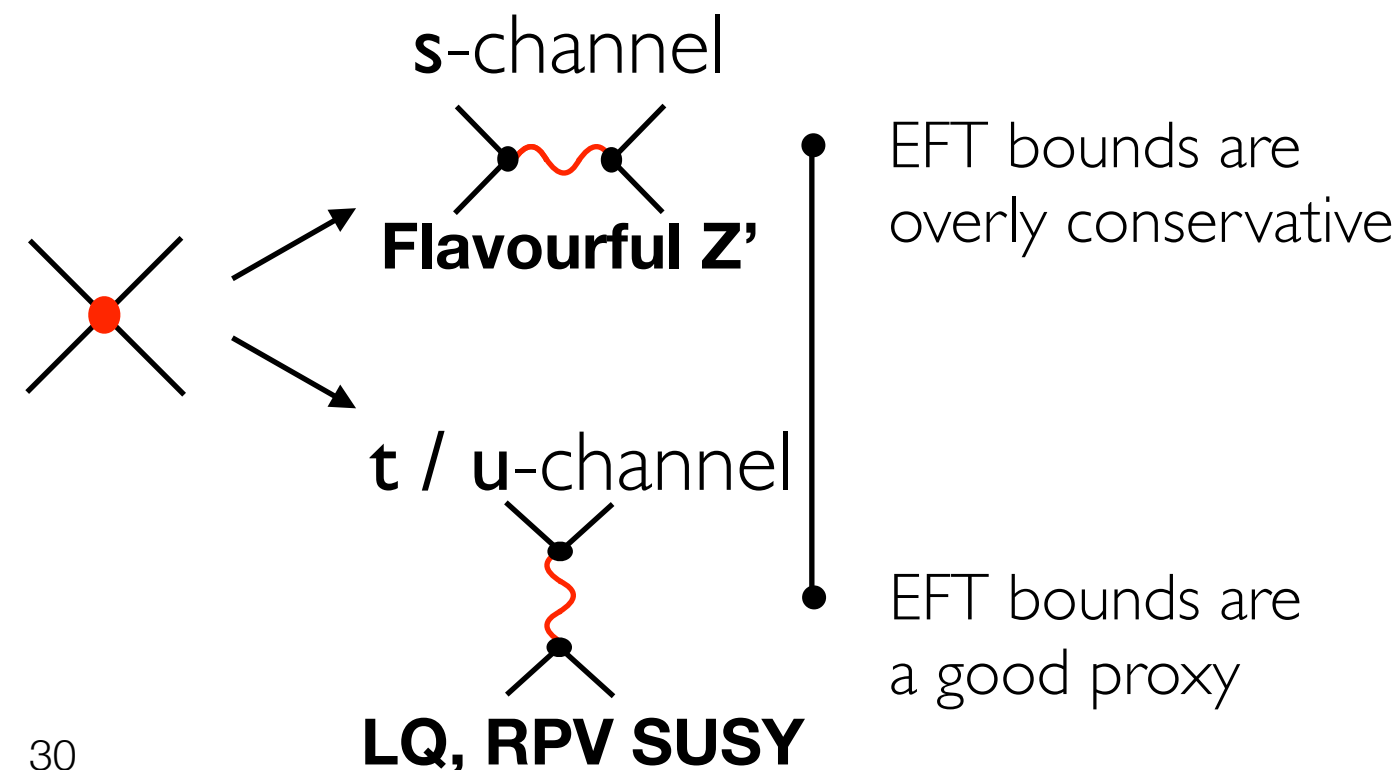 s-channel
Flavourful Z’
EFT bounds are
overly conservative
t / u-channel
LQ, RPV SUSY
EFT bounds are
a good proxy
30